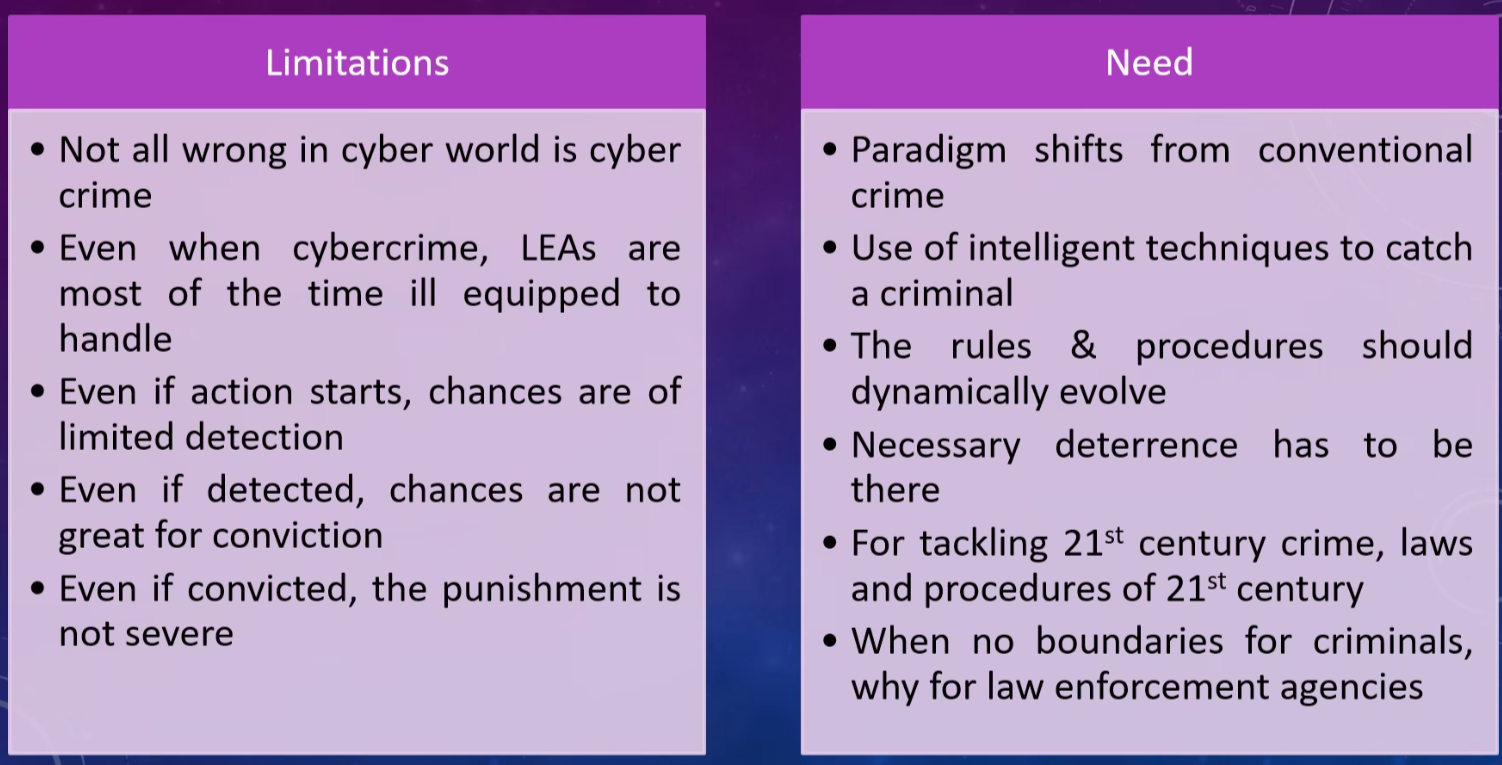 Limitations
• Not all wrong in cyber world is cyber
crime
• Even when cybercrime, LEAs are
most of the time ill equipped to
handle
• Even if action starts, chances are of
limited detection
• Even if detected, chances are not
great for conviction
• Even if convicted, the punishment is
not severe
Need
• Paradigm shifts from conventional
crime
• Use of intelligent techniques to catch
a criminal
• The rules & procedures should
dynamically evolve
• Necessary deterrence has to be
there
• For tackling 21st century crime, laws
and procedures of 21st century
• When no boundaries for criminals,
why for law enforcement agencies